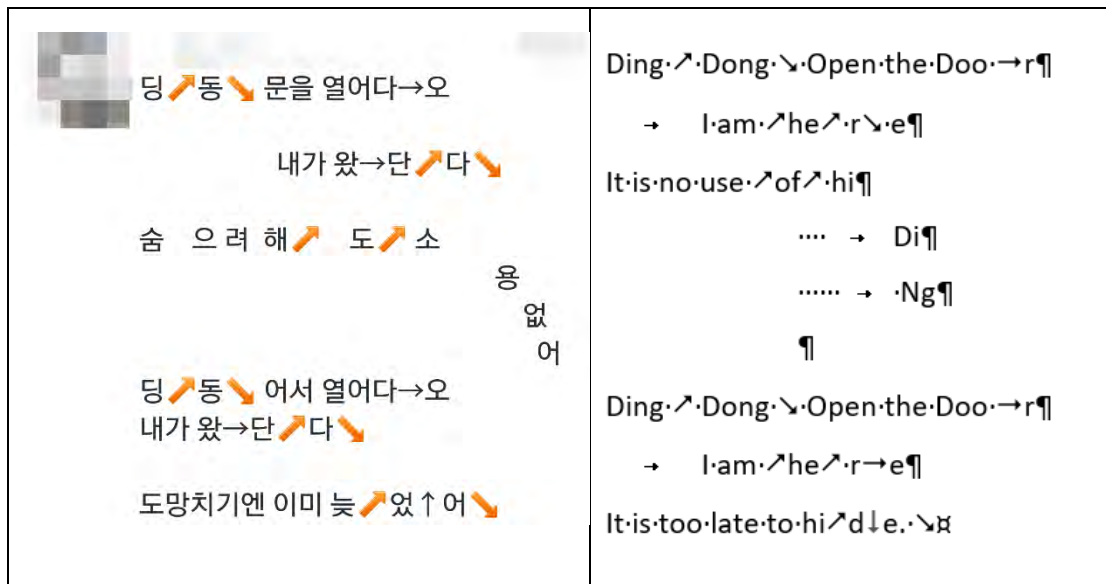 딩↗동↘ 문을 열어다→오
내가 왔→단↗다↘
숨 으 려 해↗ 도↗ 소
용
없
어
딩↗동↘ 어서 열어다→오
내가 왔→단↗다↘
도망치기엔 이미 늦↗었↑어↘
Ding·↗·Dong·↘·Open·the·Doo·→r¶
→ I·am·↗he↗·r↘·e¶
It·is·no·use·↗of↗·hi¶
···· → Di¶
······ → ·Ng¶
¶
Ding·↗·Dong·↘·Open·the·Doo·→r¶
→ I·am·↗he↗·r→e¶
It·is·too·late·to·hi↗d↓e.·↘¤